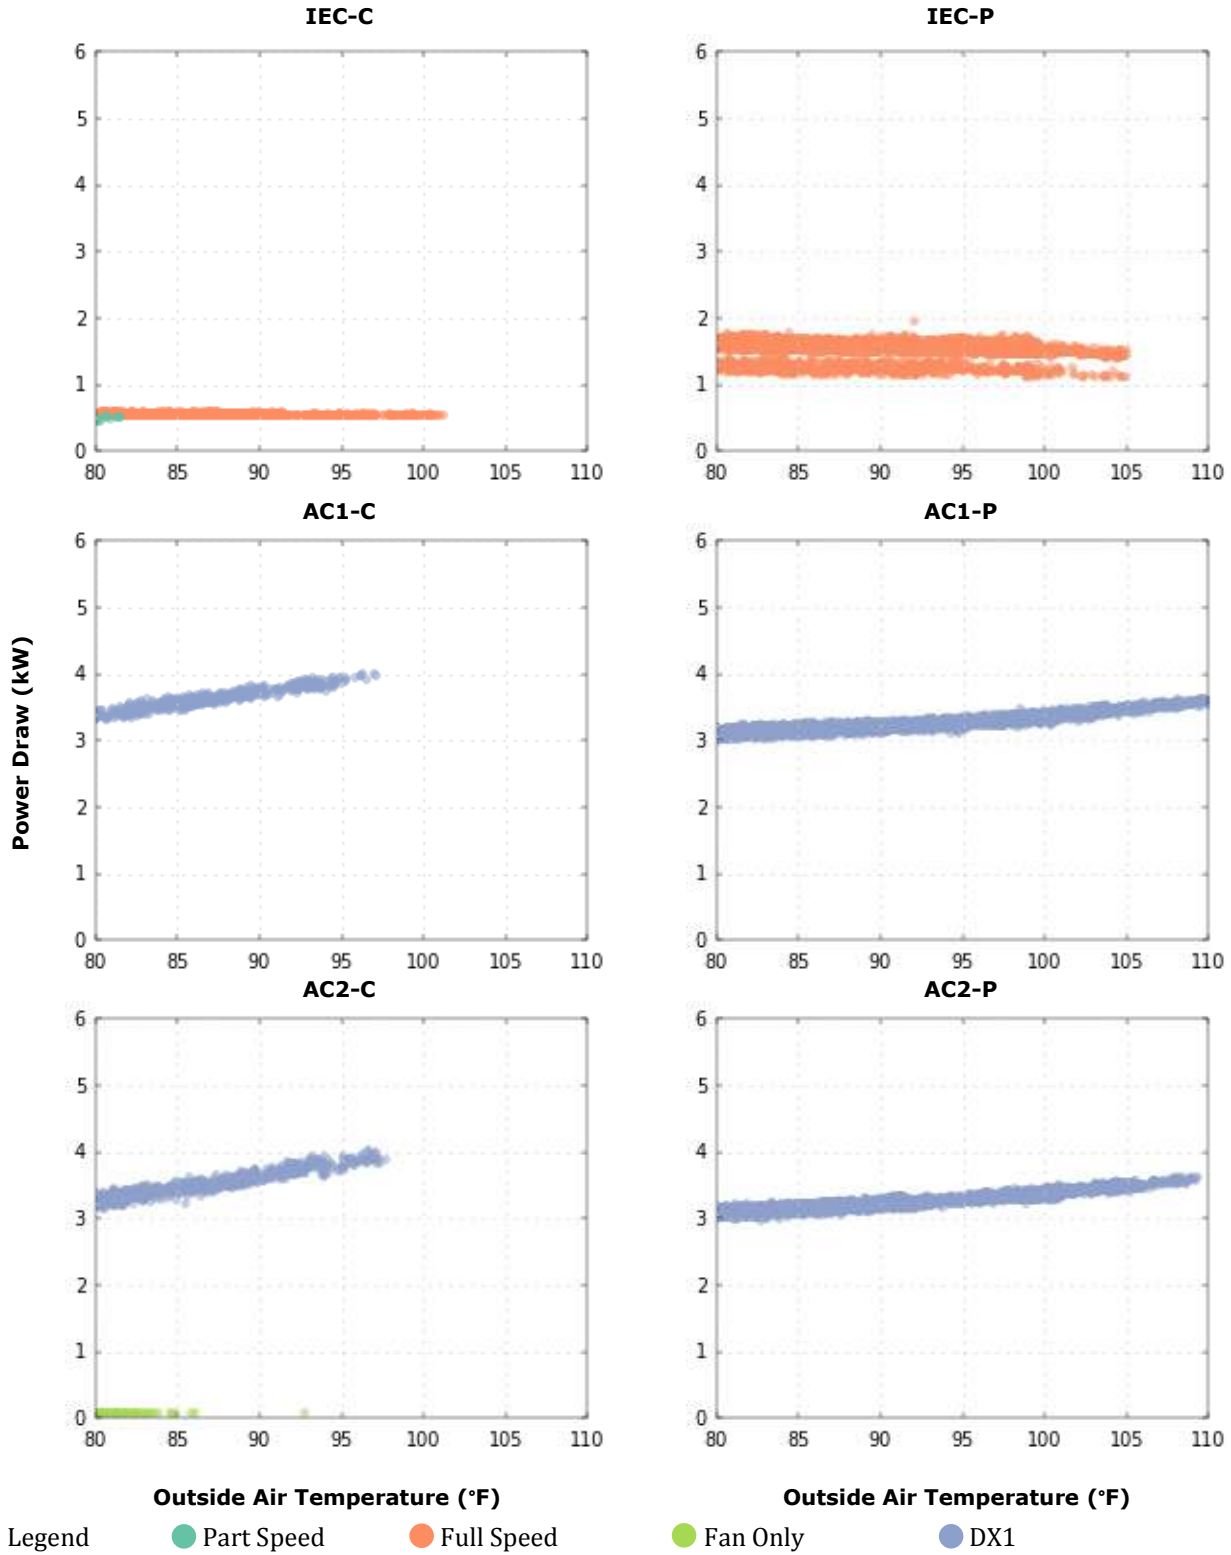 IEC-C IEC-P
6 6
5 5
4 4
3 3
2 2
1 1
0 0
80 85 90 95 100 105 110 80 85 90 95 100 105 110
AC1-C AC1-P
6 6
5 5
4 4
3 3
2 2
1 1
0 0
80 85 90 95 100 105 110 80 85 90 95 100 105 110
Power Draw (kW)
AC2-C AC2-P
6 6
5 5
4 4
3 3
2 2
1 1
0 0
80 85 90 95 100 105 110 80 85 90 95 100 105 110
Outside Air Temperature (°F) Outside Air Temperature (°F)
Legend Part Speed Full Speed Fan Only DX1